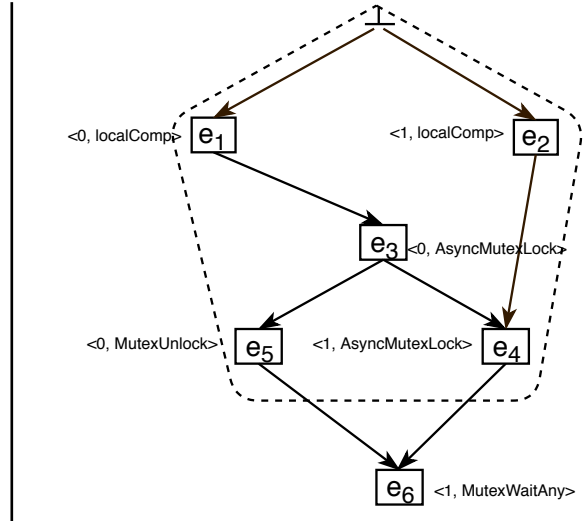 ⊥
<0, localComp> e1
<1, localComp> e2
e3 <0, AsyncMutexLock>
<0, MutexUnlock> e5
<1, AsyncMutexLock> e4
e6 <1, MutexWaitAny>